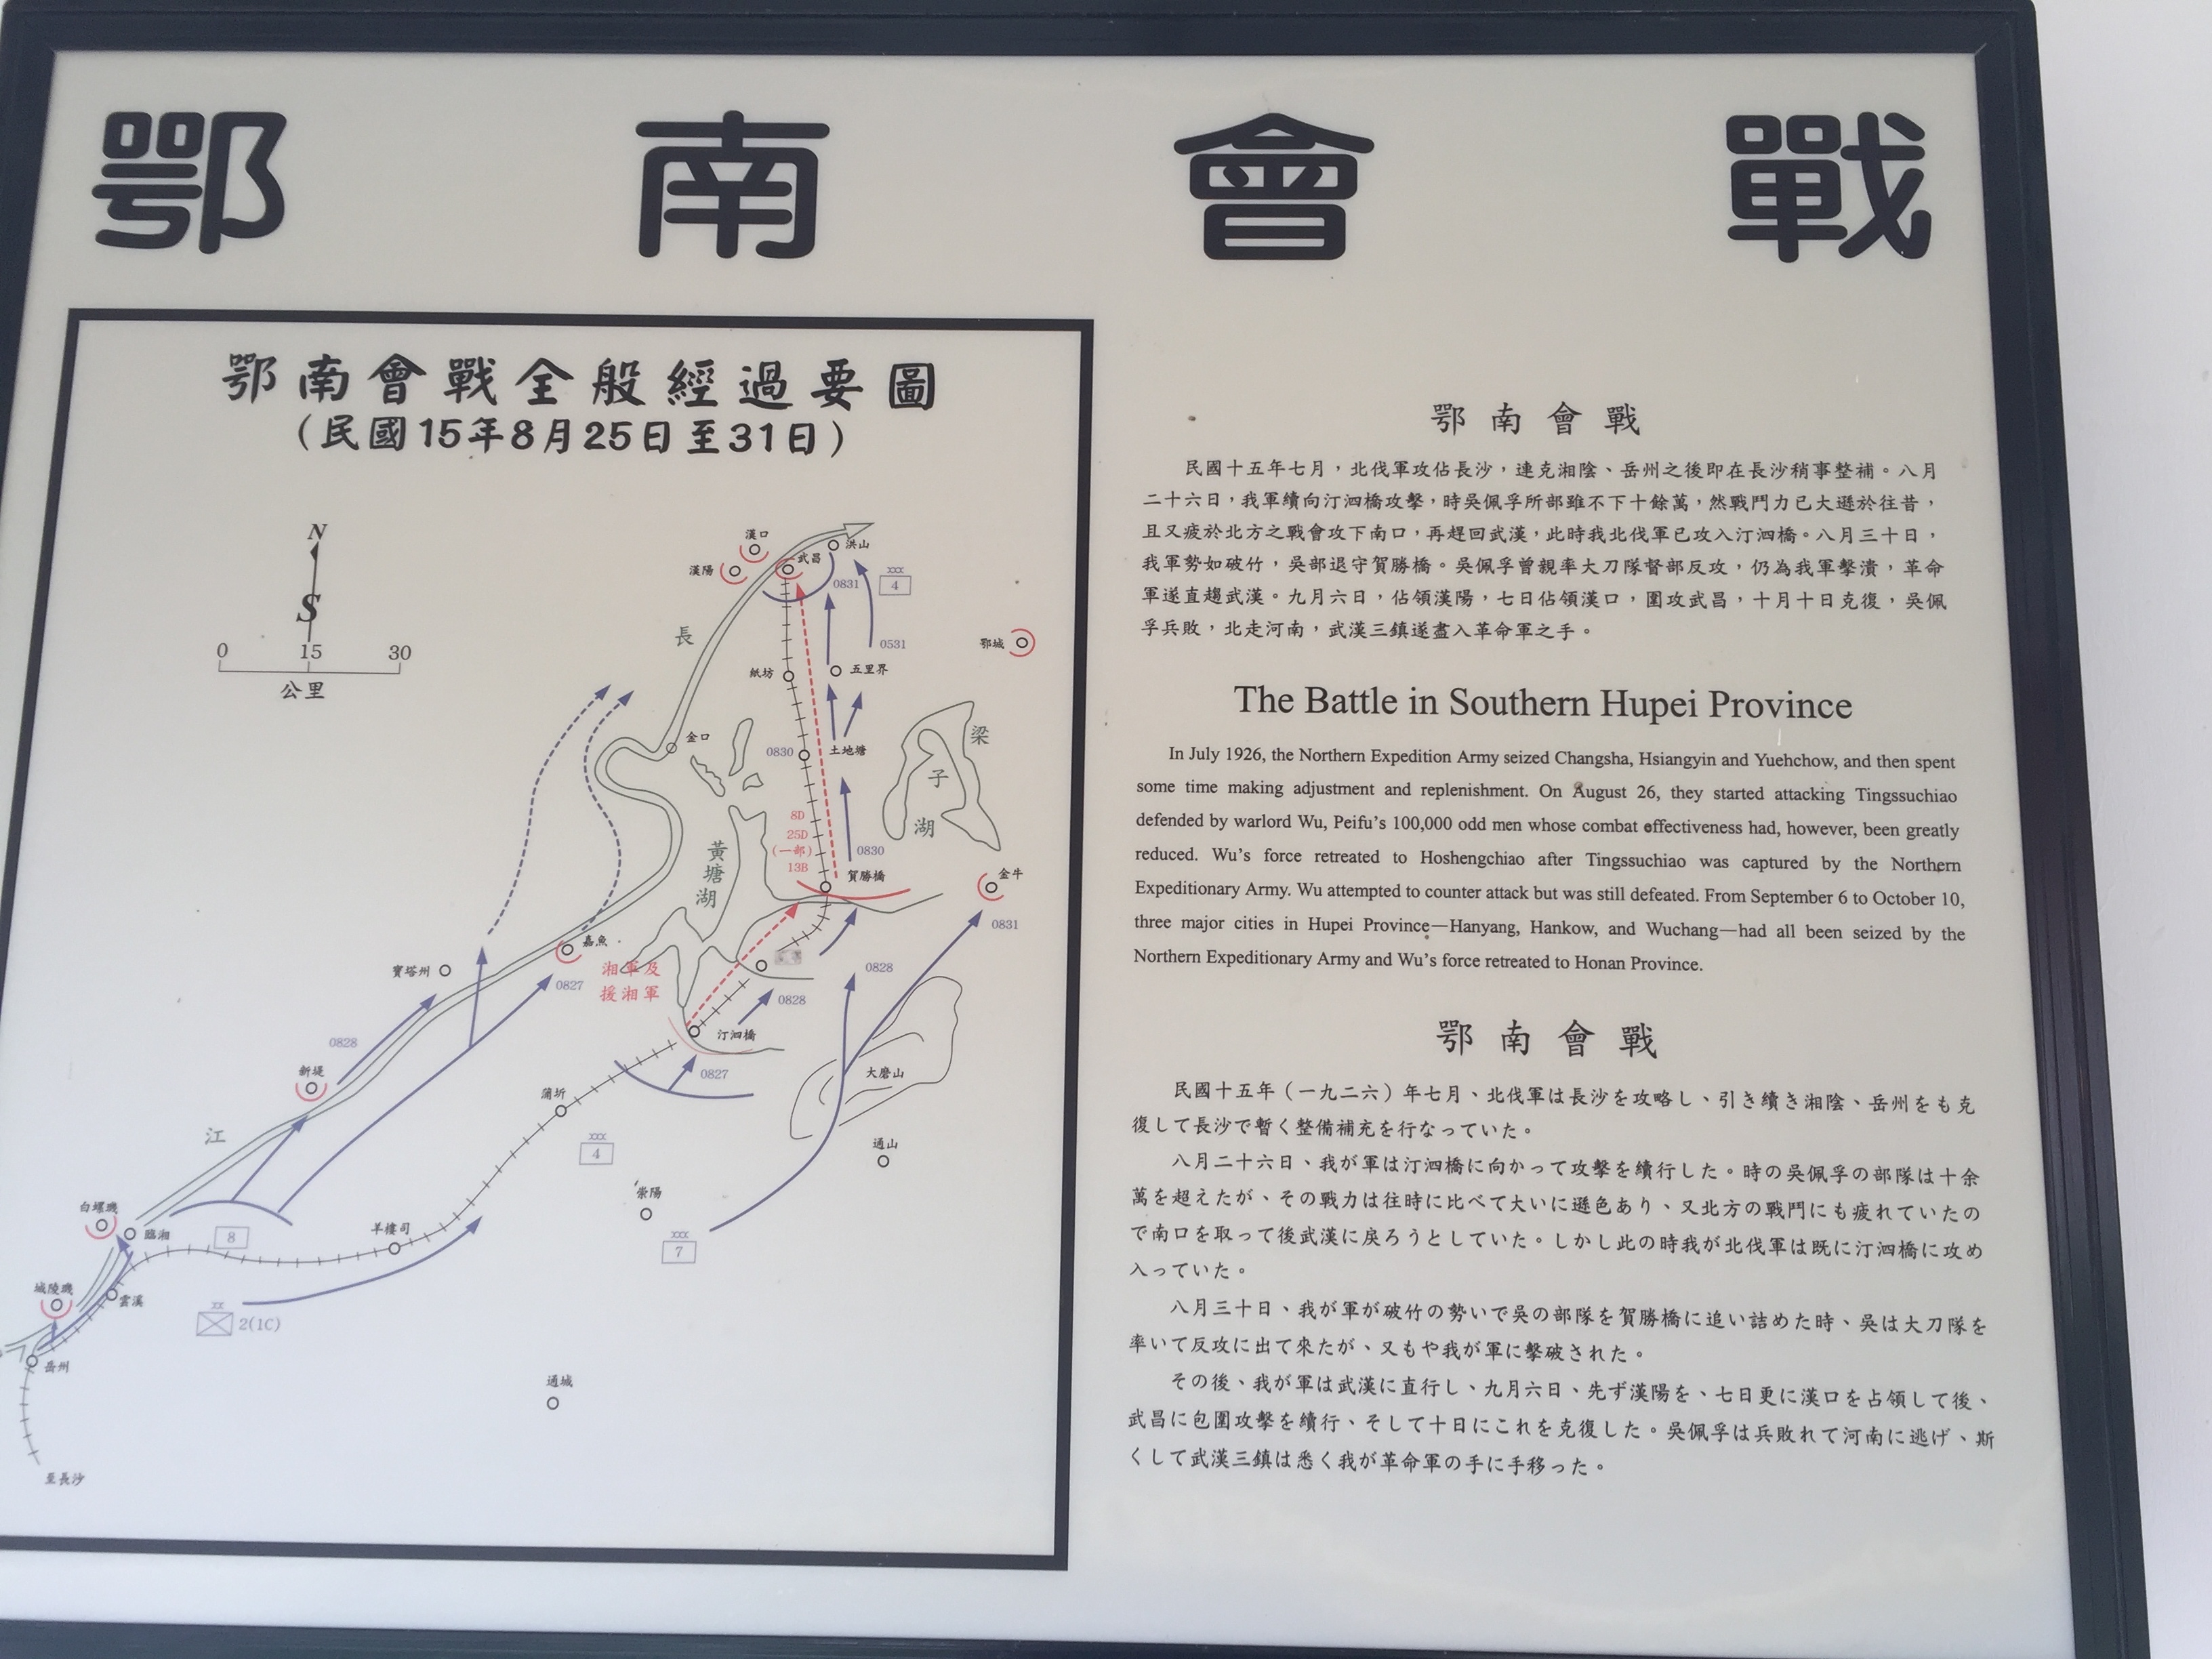 鄂南會戰
鄂南會戰全般經過要圖
（民國15年8月25日至31日）
N
S
0 15 30
公里
漢口
武昌
洪山
漢陽
0831
xxx
4
長
0531
鄂城
紙坊
五里界
金口
0830
土地塘
梁
子
湖
8D
25D
(一部)
13B
黃
塘
湖
0830
賀勝橋
金牛
0831
嘉魚
寶塔州
0827
湘軍及
援湘軍
0828
0828
汀泗橋
0828
新堤
0827
大磨山
蒲圻
江
xxx
4
通山
崇陽
白螺磯
臨湘
8
羊樓司
xxx
7
城陵磯
雲溪
xx
2(1C)
岳州
通城
至長沙
鄂南會戰
民國十五年七月，北伐軍攻佔長沙，連克湘陰、岳州之後即在長沙稍事整補。八月
二十六日，我軍續向汀泗橋攻擊，時吳佩孚所部雖不下十餘萬，然戰鬥力已大遜於往昔，
且又疲於北方之戰會攻下南口，再趕回武漢，此時我北伐軍已攻入汀泗橋。八月三十日，
我軍勢如破竹，吳部退守賀勝橋。吳佩孚曾親率大刀隊督部反攻，仍為我軍擊潰，革命
軍遂直趨武漢。九月六日，佔領漢陽，七日佔領漢口，圍攻武昌，十月十日克復，吳佩
孚兵敗，北走河南，武漢三鎮遂盡入革命軍之手。
The Battle in Southern Hupei Province
In July 1926, the Northern Expedition Army seized Changsha, Hsiangyin and Yuehchow, and then spent
some time making adjustment and replenishment. On August 26, they started attacking Tingssuchiao
defended by warlord Wu, Peifu’s 100,000 odd men whose combat effectiveness had, however, been greatly
reduced. Wu’s force retreated to Hoshengchiao after Tingssuchiao was captured by the Northern
Expeditionary Army. Wu attempted to counter attack but was still defeated. From September 6 to October 10,
three major cities in Hupei Province—Hanyang, Hankow, and Wuchang—had all been seized by the
Northern Expeditionary Army and Wu’s force retreated to Honan Province.
鄂南會戰
民國十五年（一九二六）年七月、北伐軍は長沙を攻略し、引き續き湘陰、岳州をも克
復して長沙で暫く整備補充を行なっていた。
八月二十六日、我が軍は汀泗橋に向かって攻擊を續行した。時の吳佩孚の部隊は十余
萬を超えたが、その戰力は往時に比べて大いに遜色あり、又北方の戰鬥にも疲れていたの
で南口を取って後武漢に戾ろうとしていた。しかし此の時我が北伐軍は既に汀泗橋に攻め
入っていた。
八月三十日、我が軍が破竹の勢いで吳の部隊を賀勝橋に追い詰めた時、吳は大刀隊を
率いて反攻に出て來たが、又もや我が軍に擊破された。
その後、我が軍は武漢に直行し、九月六日、先ず漢陽を、七日更に漢口を占領して後、
武昌に包圍攻擊を續行、そして十日にこれを克復した。吳佩孚は兵敗れて河南に逃げ、斯
くして武漢三鎮は悉く我が革命軍の手に手移った。